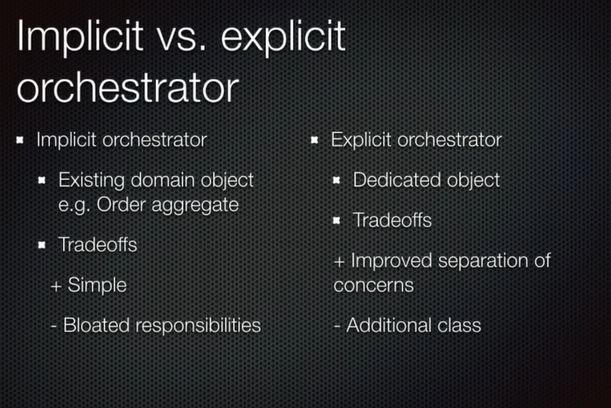 Implicit vs. explicit
orchestrator
Implicit orchestrator
Existing domain object
e.g. Order aggregate
Tradeoffs
+ Simple
- Bloated responsibilities
Explicit orchestrator
Dedicated object
Tradeoffs
+ Improved separation of
concerns
- Additional class